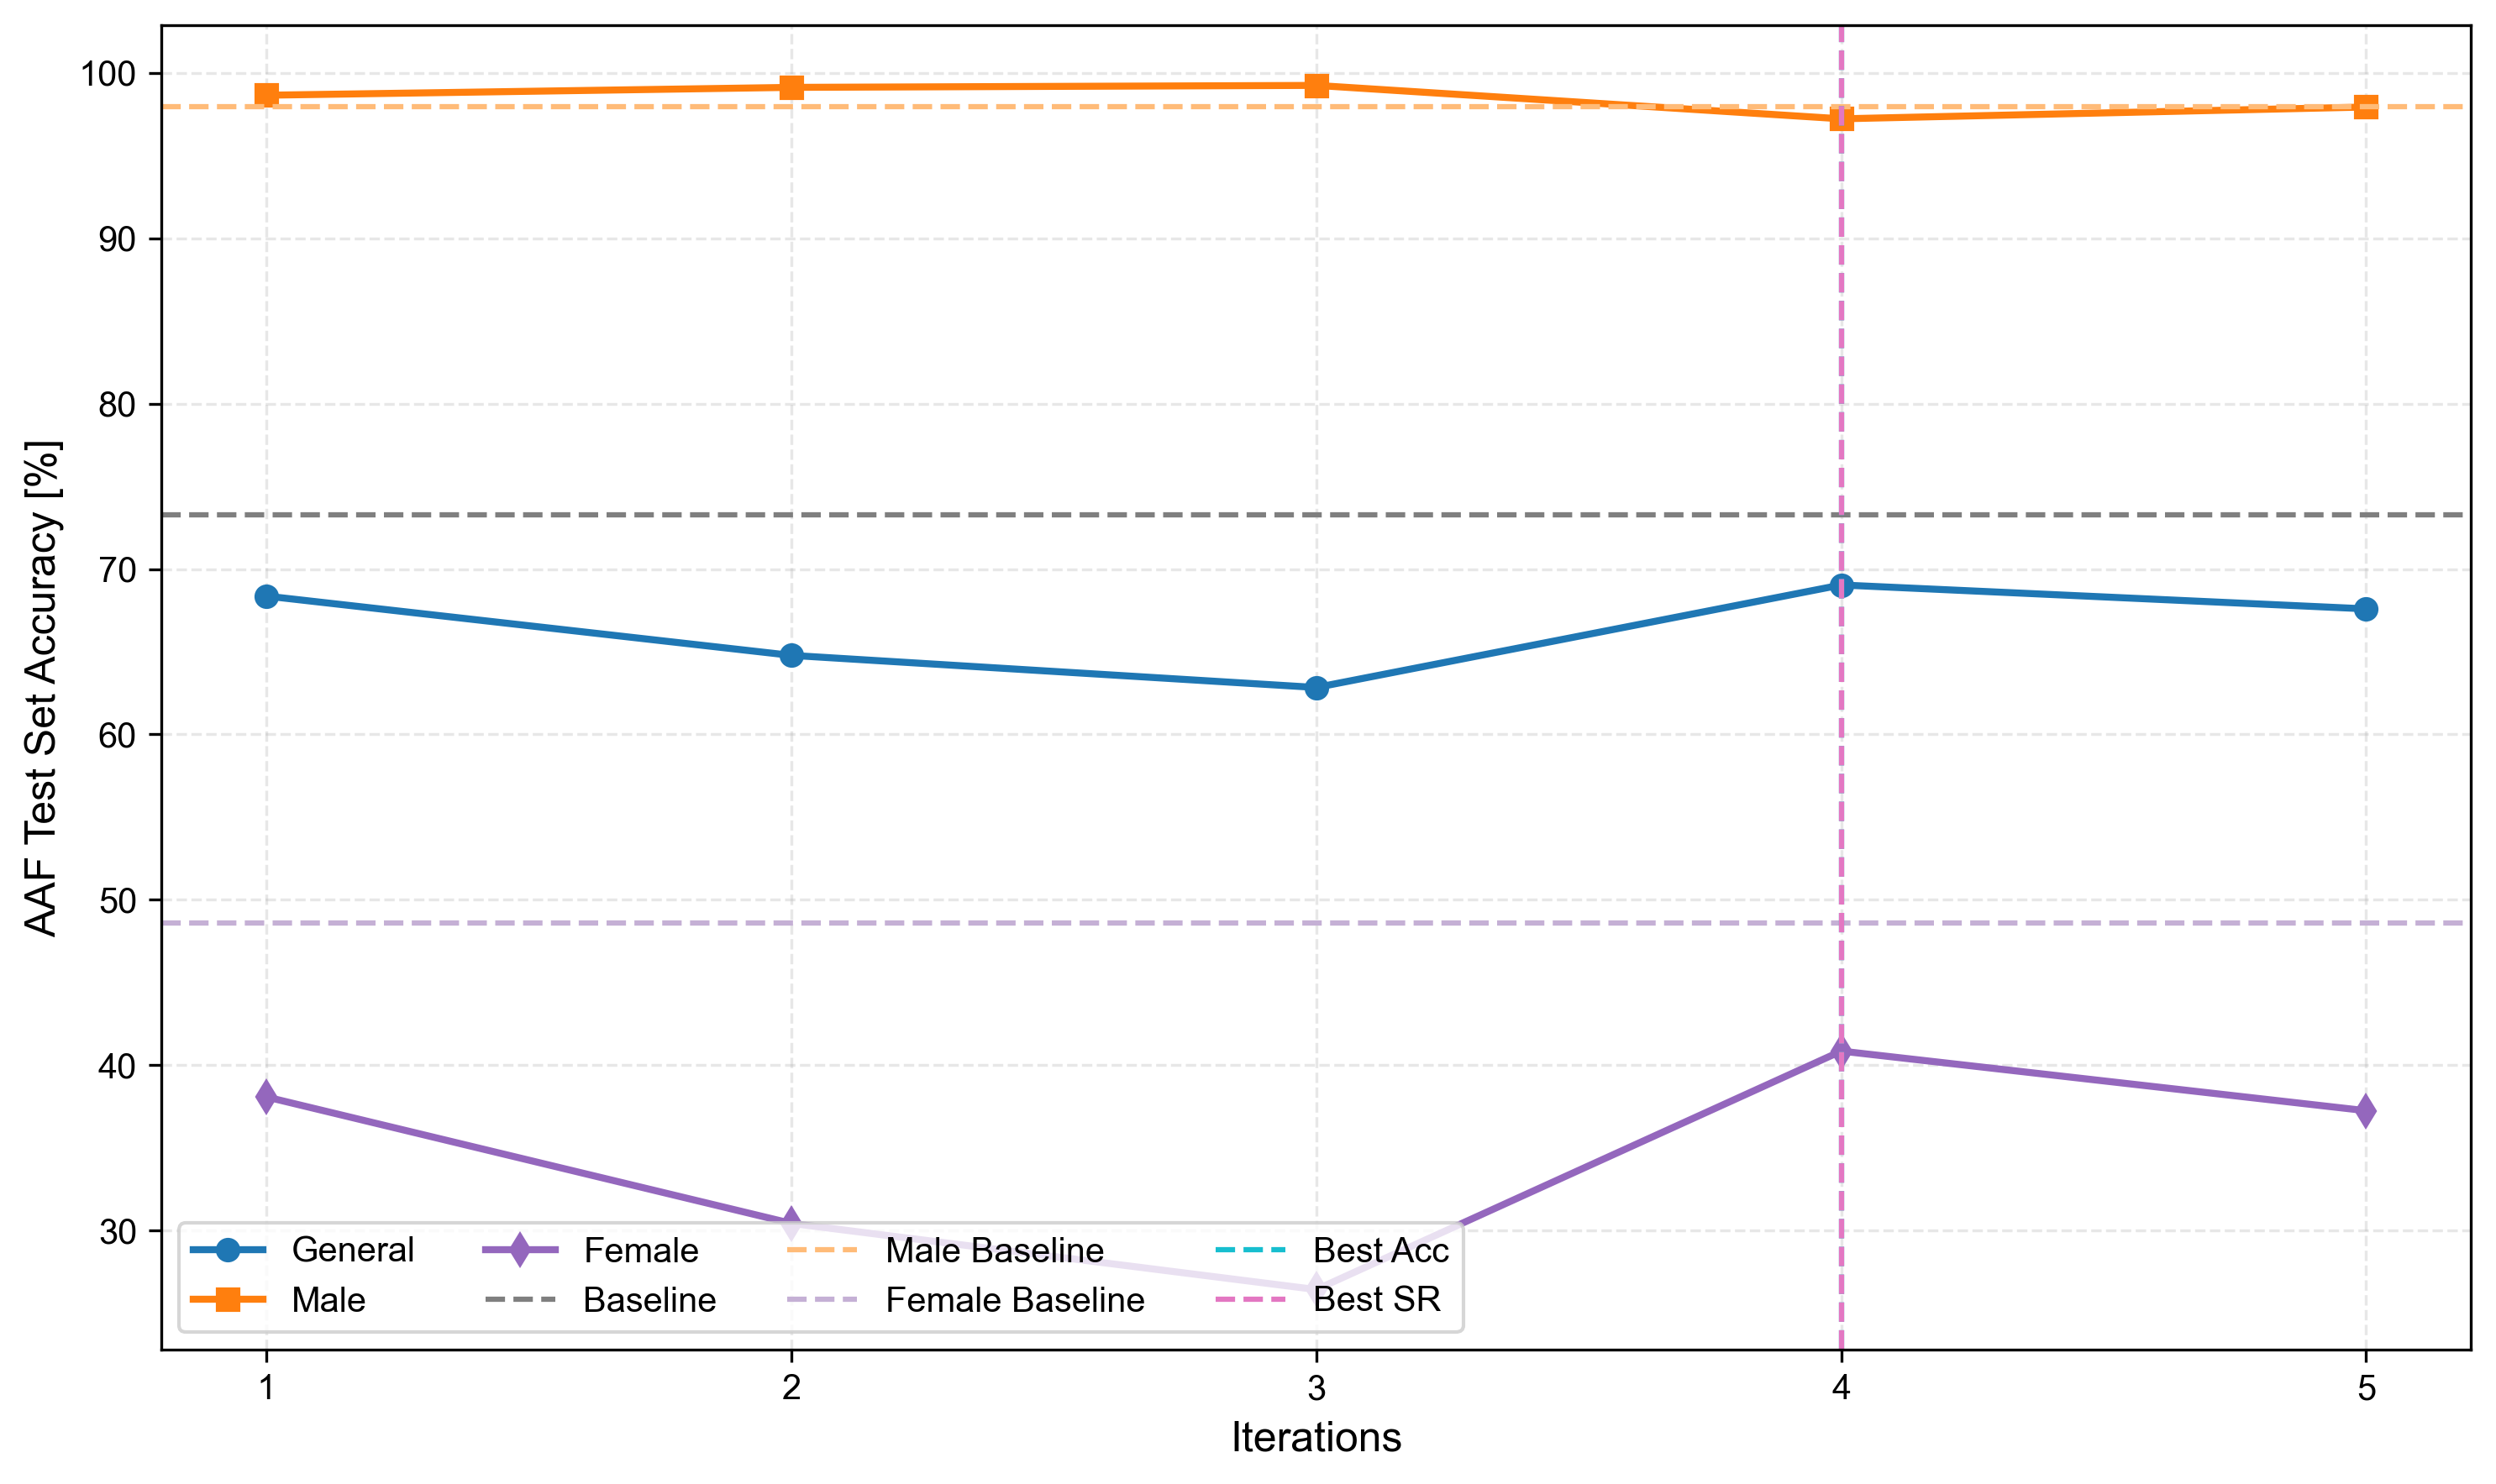 100
90
80
70
60
50
40
30
AAF Test Set Accuracy [%]
General
Male
Female
Baseline
Male Baseline
Female Baseline
Best Acc
Best SR
1 2 3 4 5
Iterations